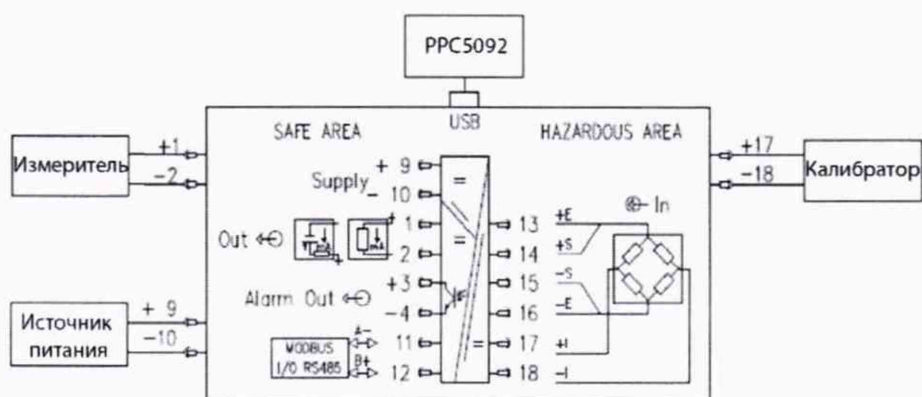 PPC5092
USB
SAFE AREA
HAZARDOUS AREA
Измеритель
+1
-2
+17
-18
Калибратор
Supply
+ 9
- 10
Out
mA
1
2
Alarm Out
+3
-4
Источник
питания
+ 9
-10
MODBUS
I/O RS485
A-
B+
11
12
In
13 +E
14 +S
15 -S
16 -E
17 +I
18 -I